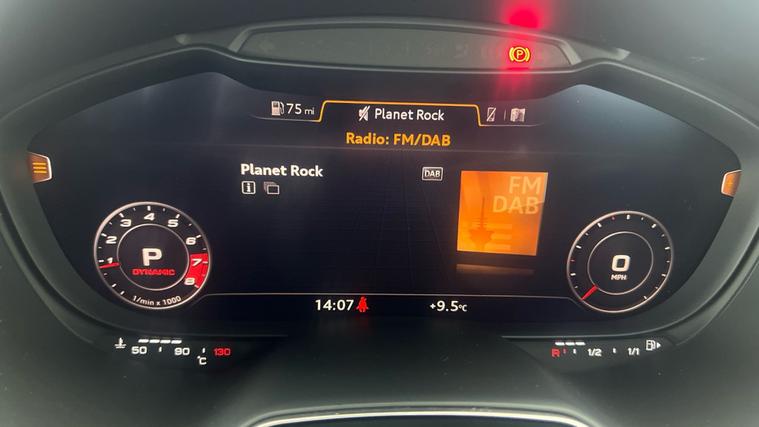 (P)
75 mi
Planet Rock
Radio: FM/DAB
Planet Rock
DAB
i
FM
DAB
1 2 3 4 5 6 7 8
P
DYNAMIC
1/min x 1000
0
MPH
14:07
+9.5°C
50 90 130
°C
R 1/2 1/1